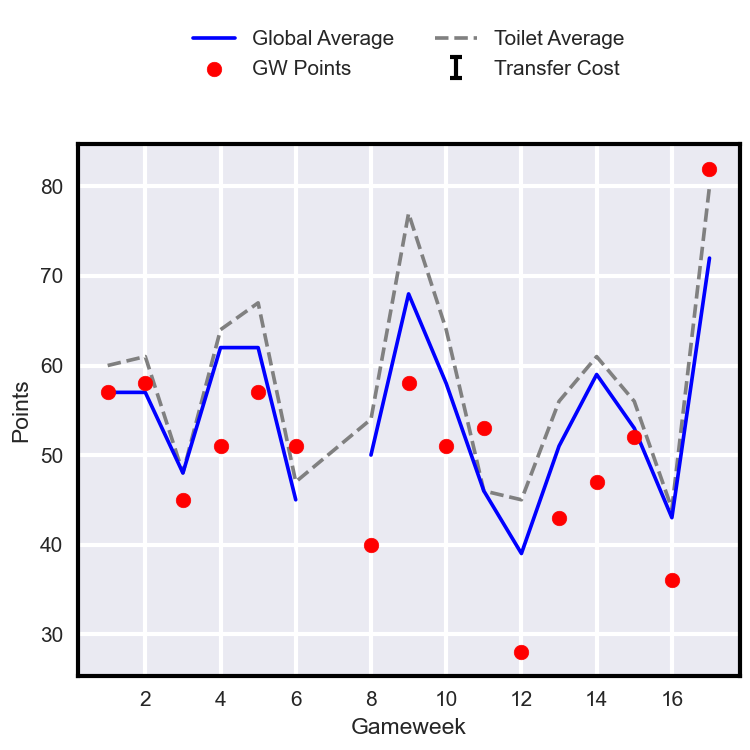 Global Average
Toilet Average
GW Points
Transfer Cost
80
70
60
50
40
30
Points
2 4 6 8 10 12 14 16
Gameweek